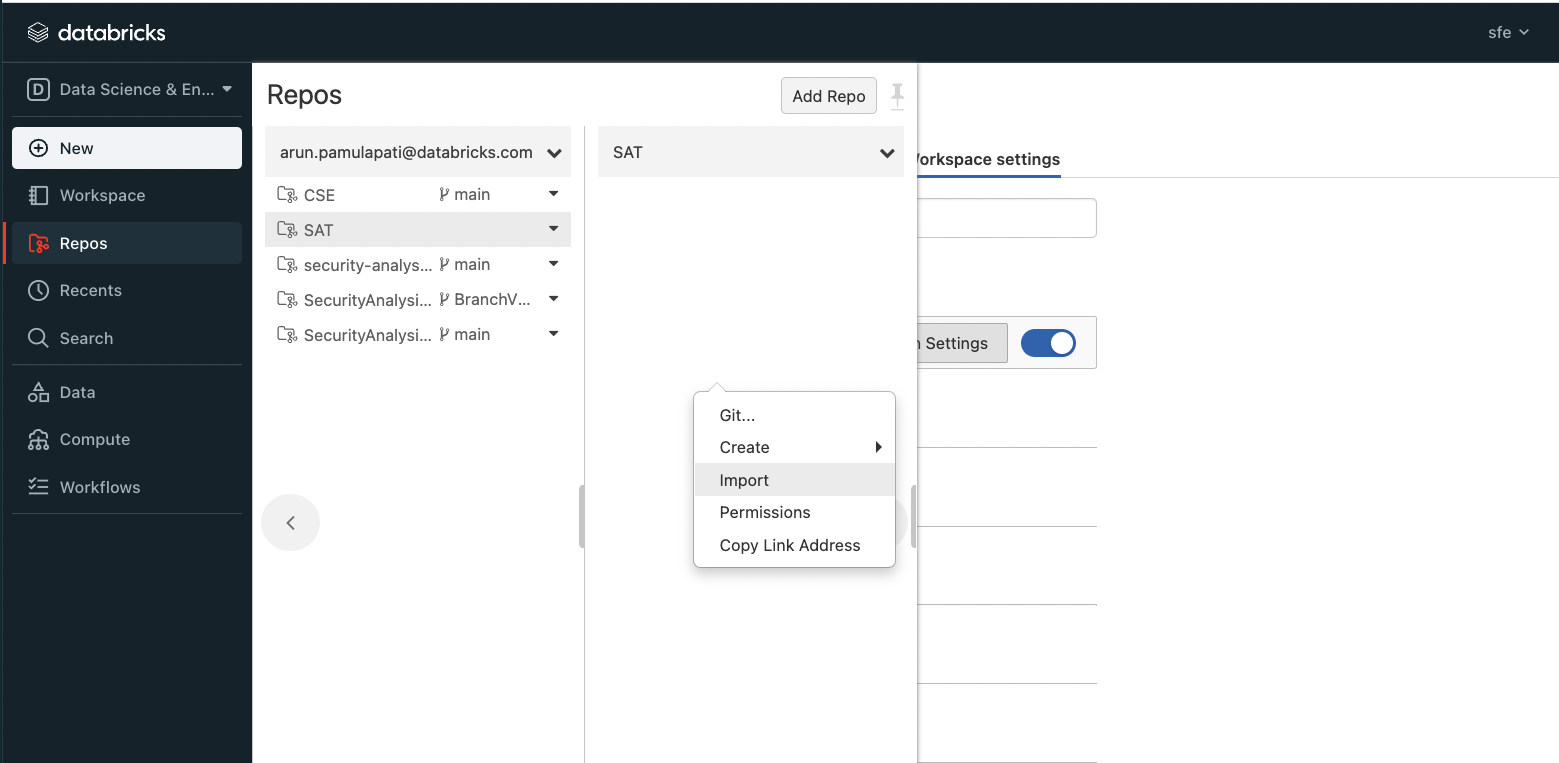 databricks
sfe
D Data Science & En...
New
Workspace
Repos
Recents
Search
Data
Compute
Workflows
Repos
Add Repo
arun.pamulapati@databricks.com
CSE main
SAT
security-analys... main
SecurityAnalysi... BranchV...
SecurityAnalysi... main
SAT
Git...
Create
Import
Permissions
Copy Link Address
orkspace settings
Settings